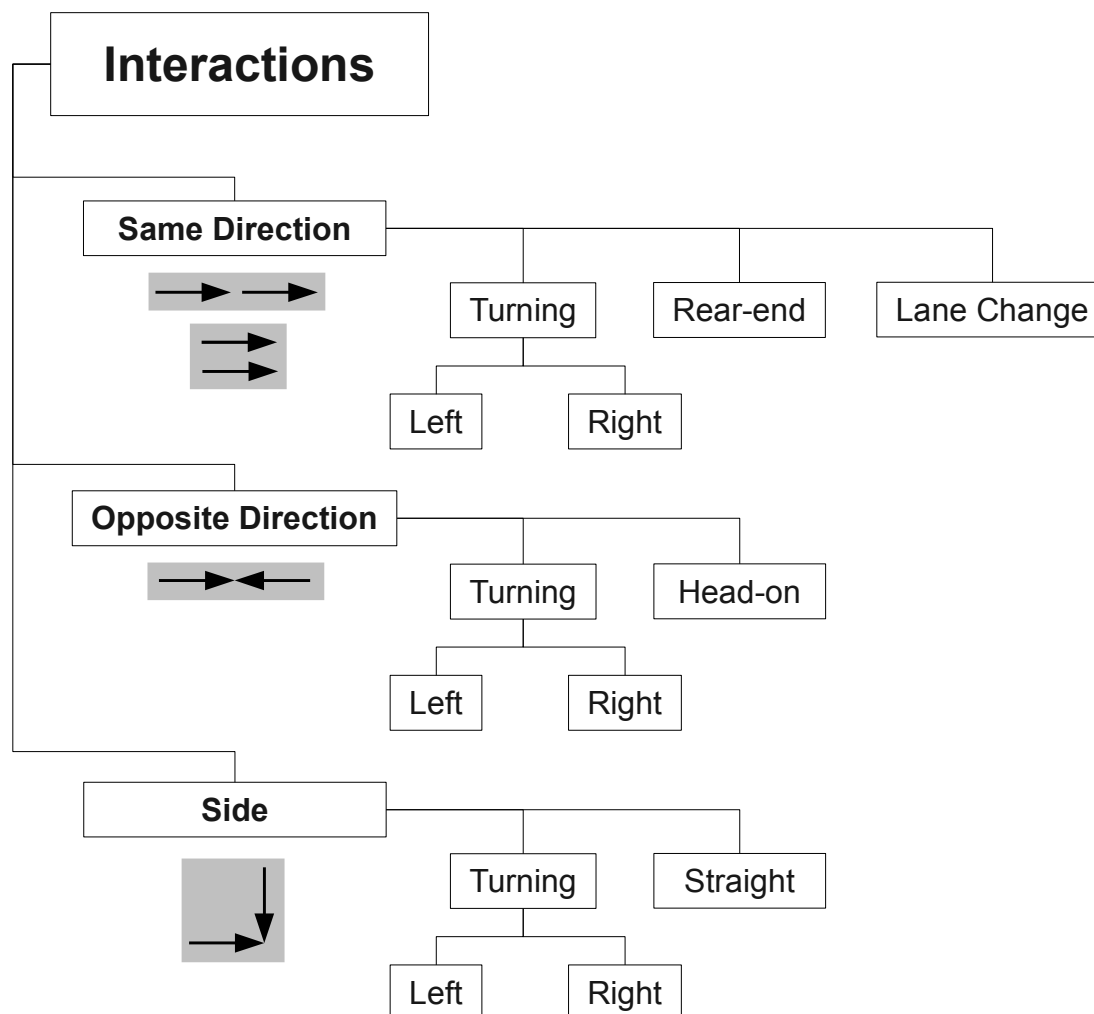 Interactions
Same Direction
Turning
Rear-end
Lane Change
Left
Right
Opposite Direction
Turning
Head-on
Left
Right
Side
Turning
Straight
Left
Right